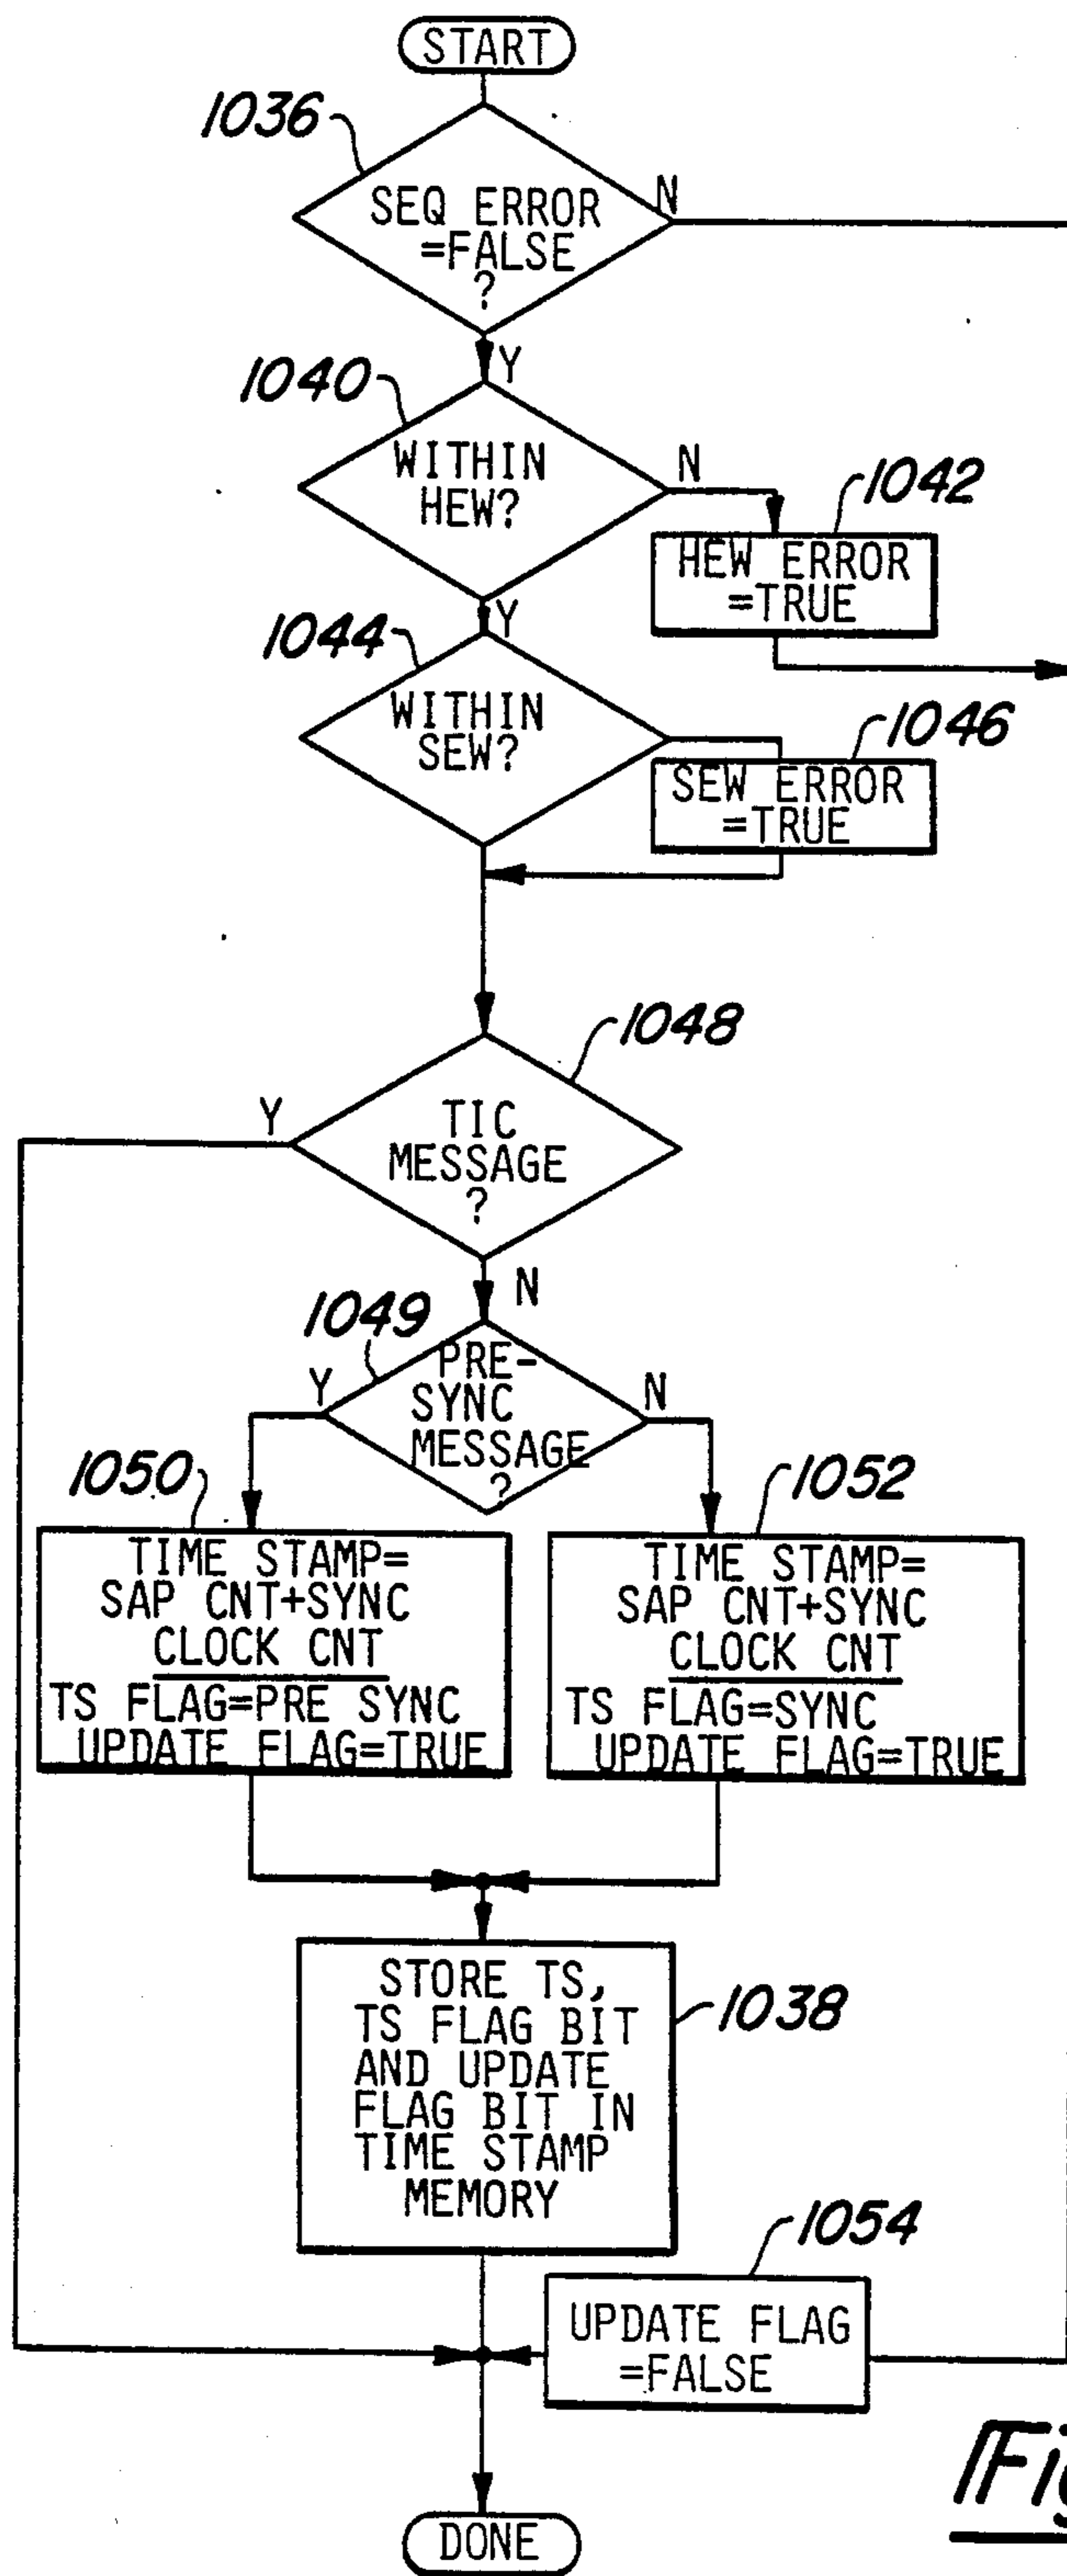 START
1036
SEQ ERROR
=FALSE
?
N
Y
1040
WITHIN
HEW?
N
1042
HEW ERROR
=TRUE
Y
1044
WITHIN
SEW?
1046
SEW ERROR
=TRUE
1048
Y
TIC
MESSAGE
?
N
1049
Y
PRE-
SYNC
MESSAGE
?
N
1050
TIME STAMP=
SAP CNT+SYNC
CLOCK CNT
TS FLAG=PRE SYNC
UPDATE FLAG=TRUE
1052
TIME STAMP=
SAP CNT+SYNC
CLOCK CNT
TS FLAG=SYNC
UPDATE FLAG=TRUE
STORE TS,
TS FLAG BIT
AND UPDATE
FLAG BIT IN
TIME STAMP
MEMORY
1038
1054
UPDATE FLAG
=FALSE
DONE